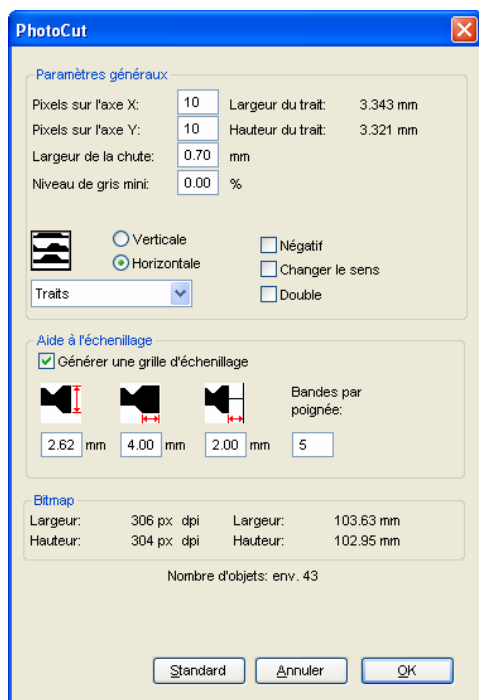 PhotoCut
Paramètres généraux
Pixels sur l'axe X: 10 Largeur du trait: 3.343 mm
Pixels sur l'axe Y: 10 Hauteur du trait: 3.321 mm
Largeur de la chute: 0.70 mm
Niveau de gris mini: 0.00 %
Verticale
Horizontale
Négatif
Changer le sens
Traits
Double
Aide à l'échenillage
Générer une grille d'échenillage
Bandes par
poignée:
2.62 mm 4.00 mm 2.00 mm 5
Bitmap
Largeur: 306 px dpi Largeur: 103.63 mm
Hauteur: 304 px dpi Hauteur: 102.95 mm
Nombre d'objets: env. 43
Standard Annuler OK